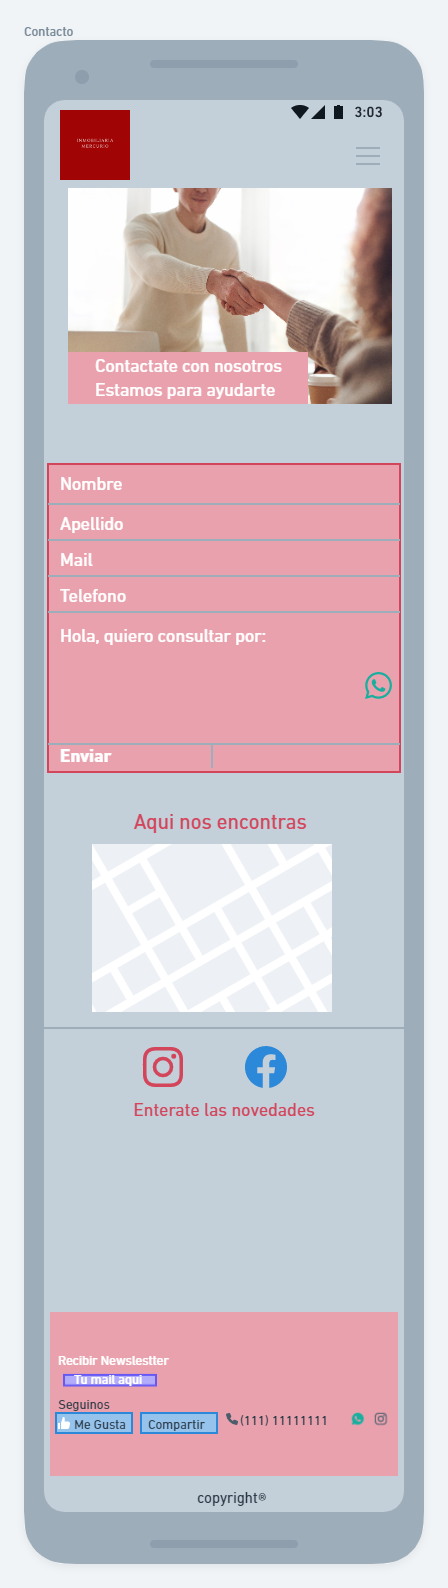 Contacto
3:03
INMOBILIARIA
MERCURIO
Contactate con nosotros
Estamos para ayudarte
Nombre
Apellido
Mail
Telefono
Hola, quiero consultar por:
Enviar
Aqui nos encontras
Enterate las novedades
Recibir Newslestter
Tu mail aqui
Seguinos
Me Gusta
Compartir
(111) 11111111
copyright®